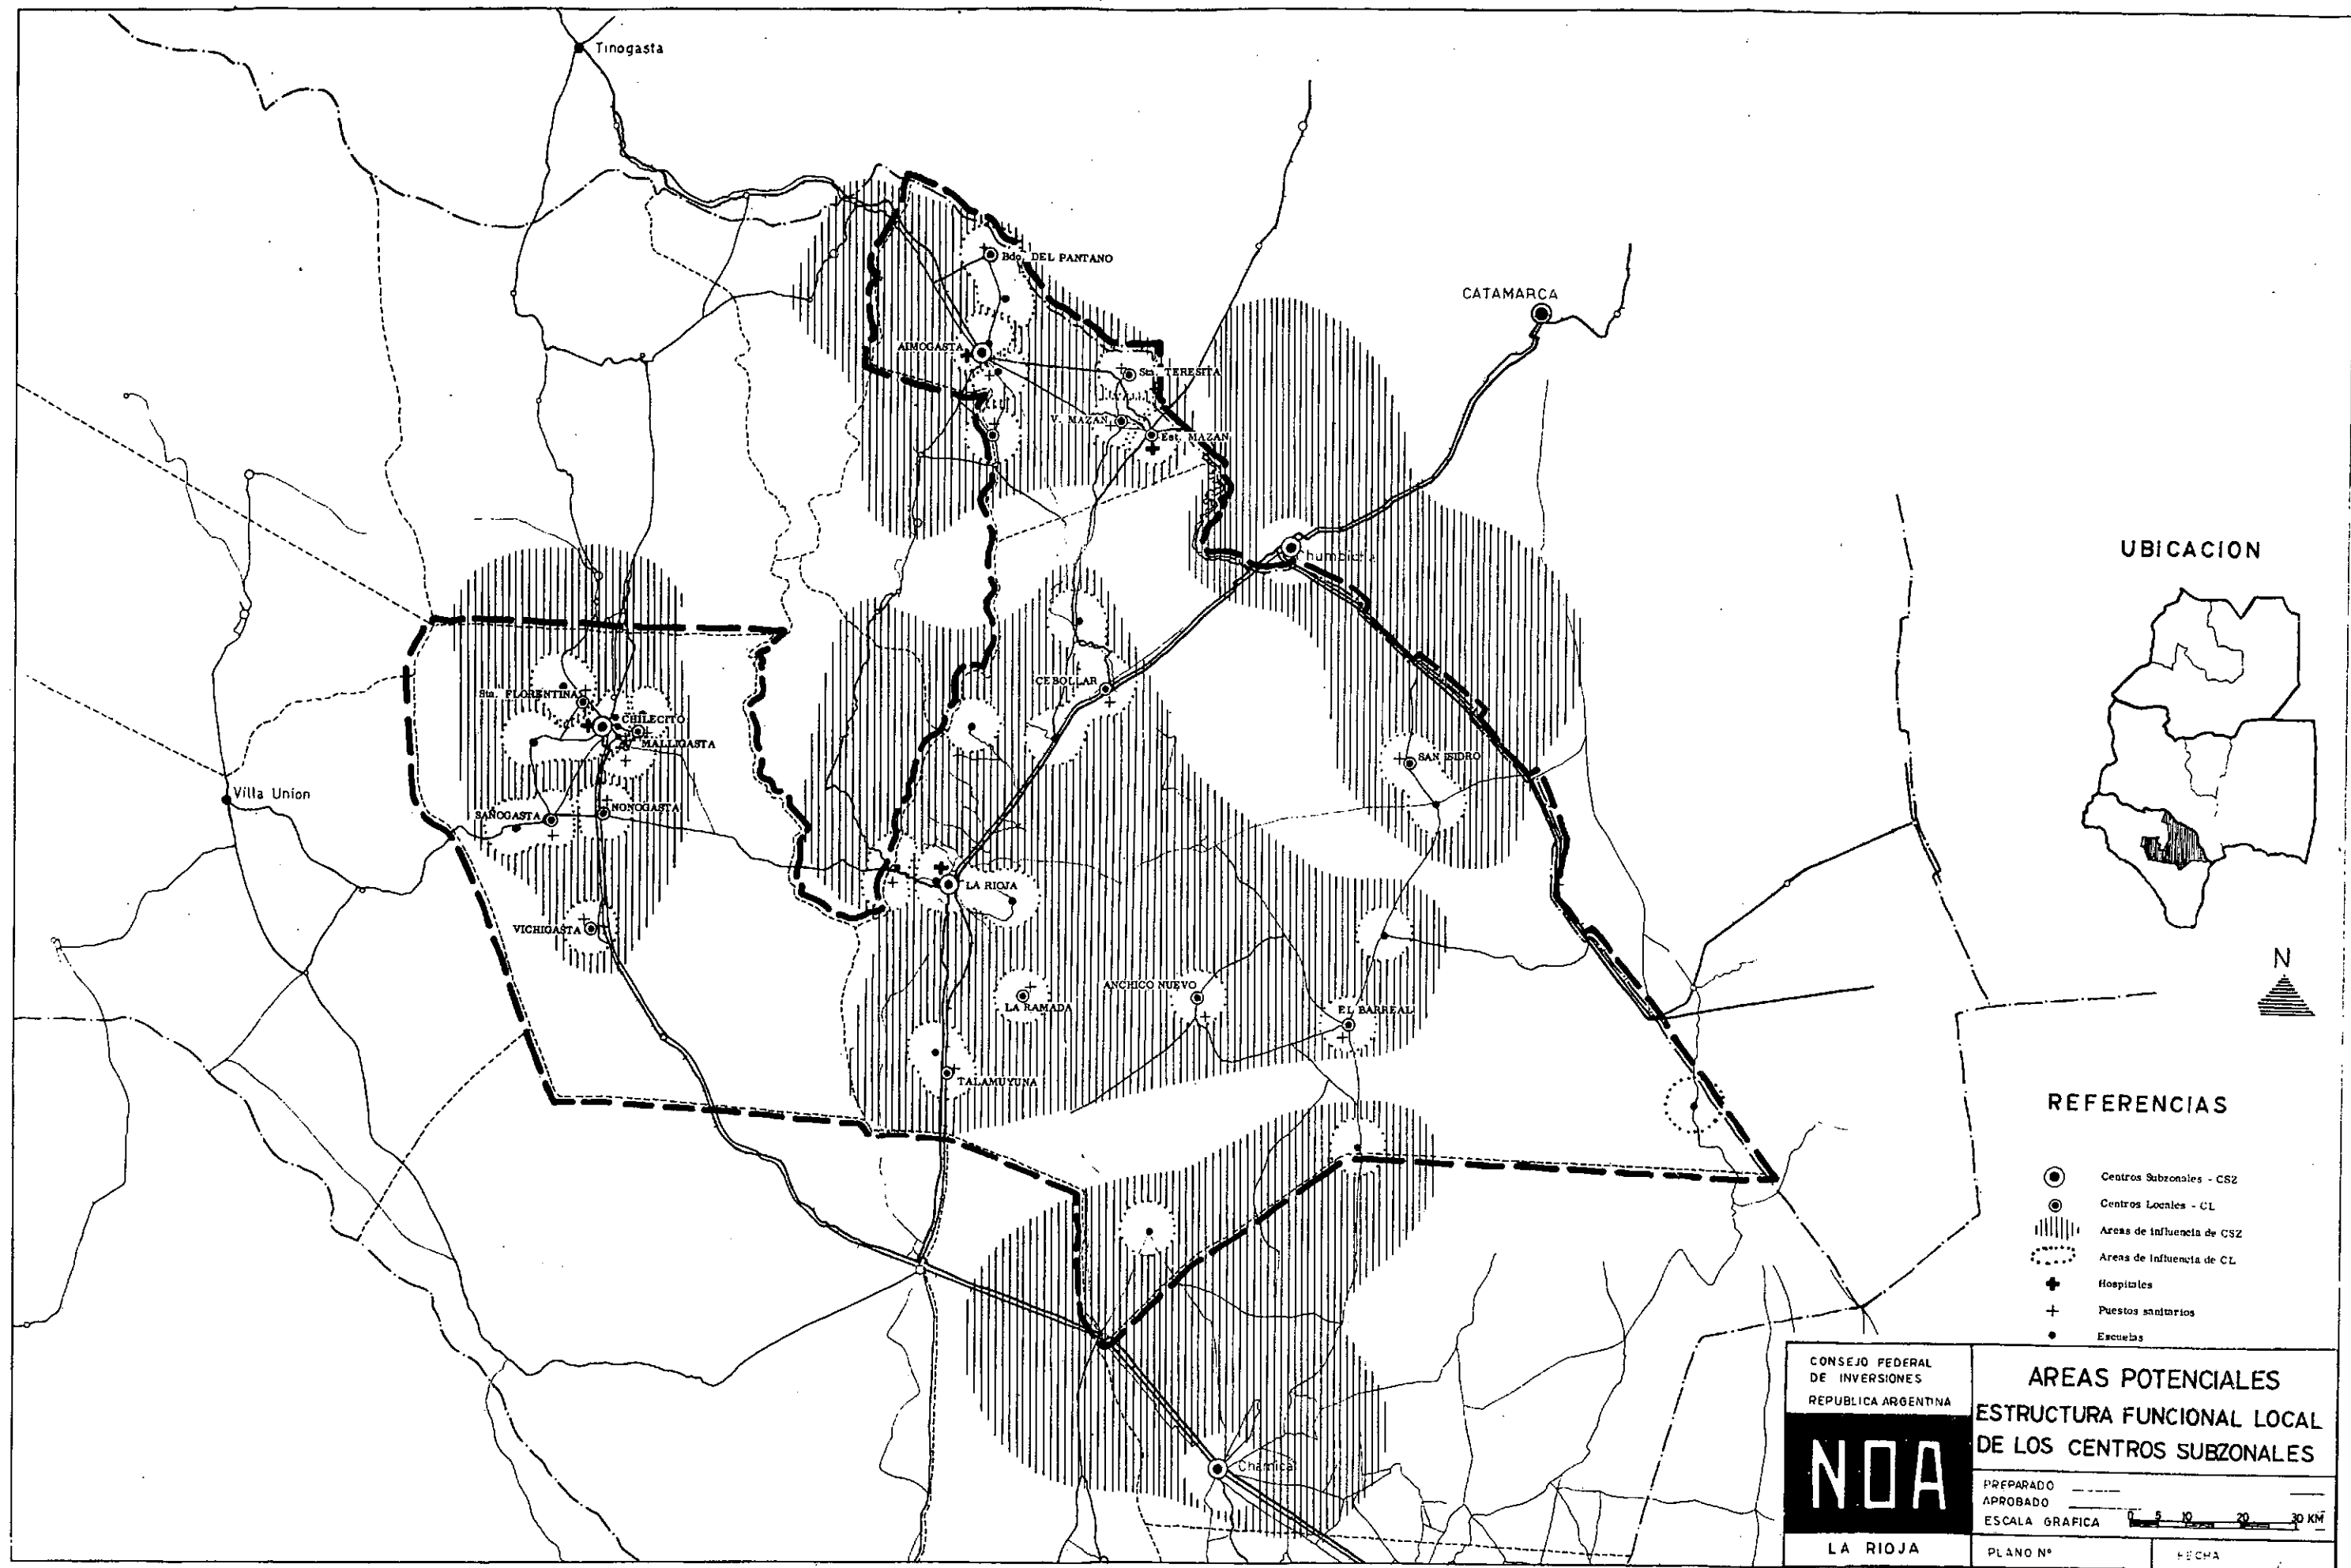 Tinogasta
Bdo. DEL PANTANO
CATAMARCA
AIMOGASTA
Sta. TERESITA
V. MAZAN
Est. MAZAN
UBICACION
CEBOLLAR
Sta. FLORENTINA
CHILECITO
MALLIGASTA
SAN ISIDRO
Villa Union
NONOGASTA
SAÑOGASTA
LA RIOJA
VICHIGASTA
N
ANCHICO NUEVO
LA RAMADA
EL BARREAL
TALAMUYUNA
REFERENCIAS
Centros Subzonales - CSZ
Centros Locales - CL
Areas de influencia de CSZ
Areas de influencia de CL
Hospitales
Puestos sanitarios
Escuelas
Chamical
CONSEJO FEDERAL
DE INVERSIONES
REPUBLICA ARGENTINA
NOA
LA RIOJA
AREAS POTENCIALES
ESTRUCTURA FUNCIONAL LOCAL
DE LOS CENTROS SUBZONALES
PREPARADO
APROBADO
ESCALA GRAFICA 0 5 10 20 30 KM
PLANO Nº
FECHA